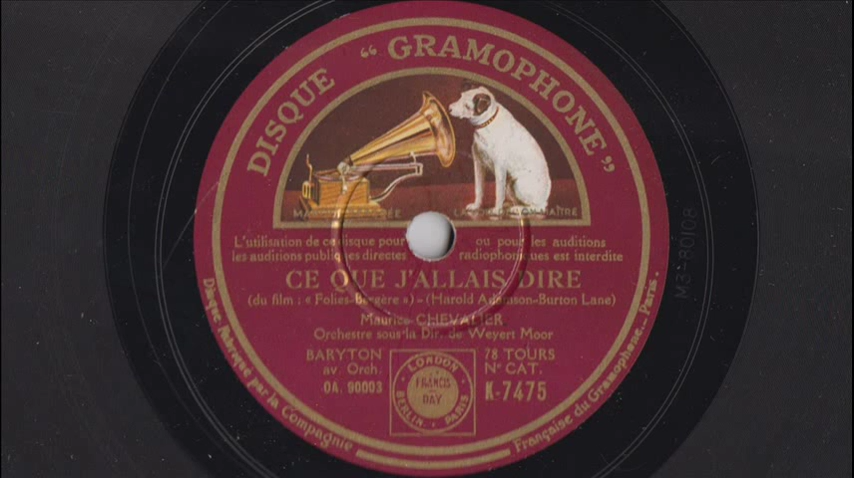 DISQUE "GRAMOPHONE"
L'utilisation de ce disque pour ou pour les auditions
les auditions publiques directes radiophoniques est interdite
CE QUE J'ALLAIS DIRE
(du film : « Folies-Bergère ») - (Harold Adamson-Burton Lane)
Maurice CHEVALIER
Orchestre sous la Dir. de Weyert Moor
BARYTON
av. Orch.
OA. 90003
LONDON
FRANCIS
DAY
BERLIN. PARIS
78 TOURS
No CAT.
K-7475
Disque Fabriqué par la Compagnie Française du Gramophone... Paris.
M3-80108